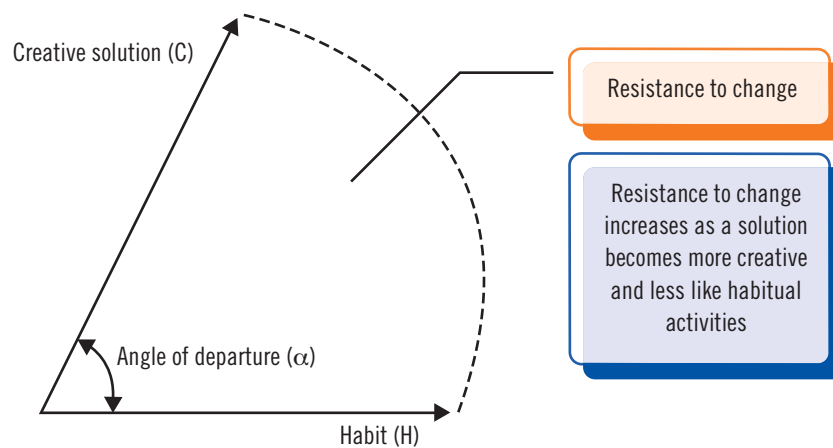 Creative solution (C)
Resistance to change
Resistance to change
increases as a solution
becomes more creative
and less like habitual
activities
Angle of departure (α)
Habit (H)